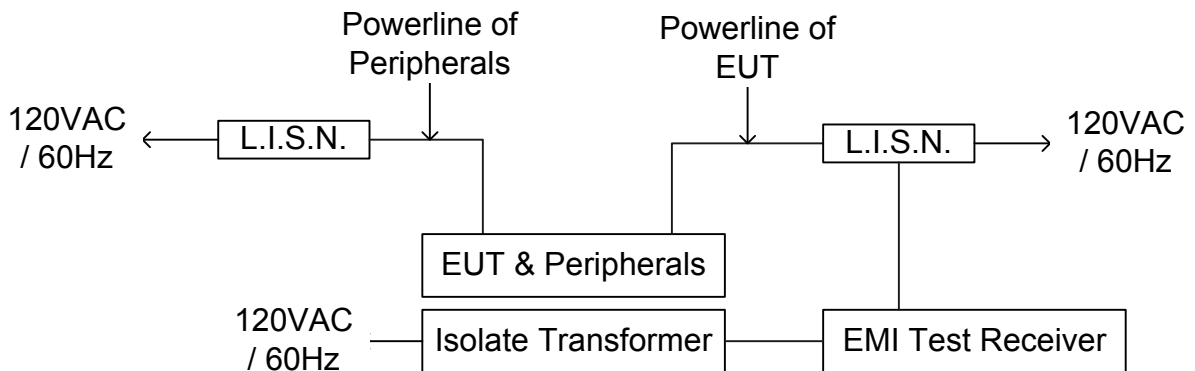 Powerline of
Peripherals
Powerline of
EUT
120VAC
/ 60Hz
L.I.S.N.
L.I.S.N.
120VAC
/ 60Hz
EUT & Peripherals
120VAC
/ 60Hz
Isolate Transformer
EMI Test Receiver